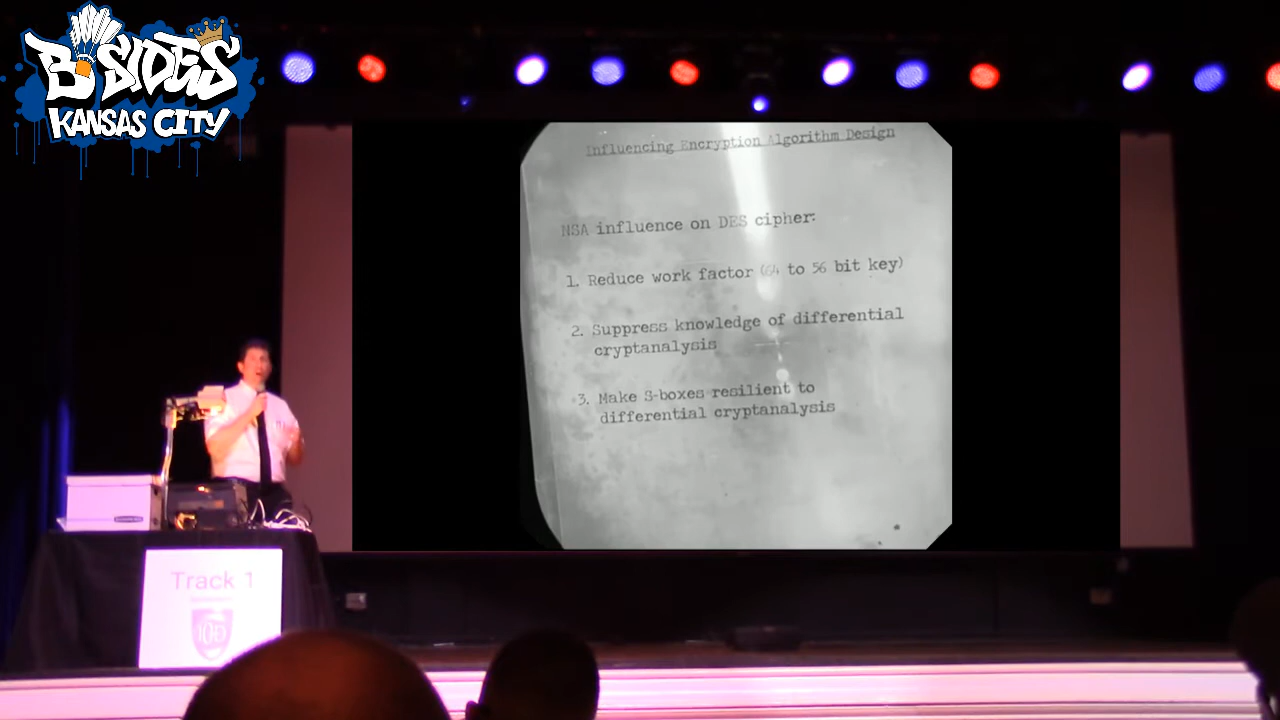 B SIDES
KANSAS CITY
Influencing Encryption Algorithm Design
NSA influence on DES cipher:
1. Reduce work factor (64 to 56 bit key)
2. Suppress knowledge of differential
cryptanalysis
3. Make S-boxes resilient to
differential cryptanalysis
Track 1